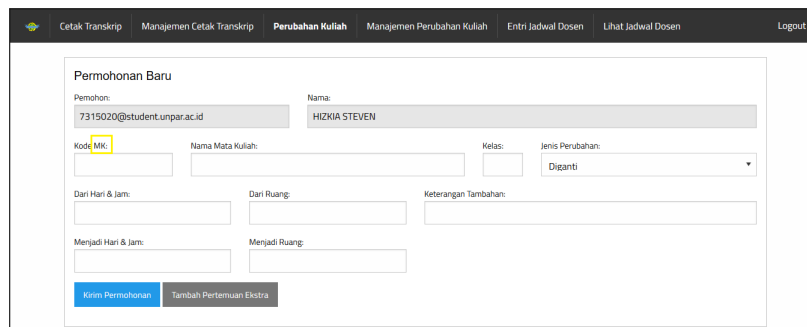 Cetak Transkrip Manajemen Cetak Transkrip Perubahan Kuliah Manajemen Perubahan Kuliah Entri Jadwal Dosen Lihat Jadwal Dosen Logout
Permohonan Baru
Pemohon: Nama:
7315020@student.unpar.ac.id HIZKIA STEVEN
Kode MK: Nama Mata Kuliah: Kelas: Jenis Perubahan:
Diganti
Dari Hari & Jam: Dari Ruang: Keterangan Tambahan:
Menjadi Hari & Jam: Menjadi Ruang:
Kirim Permohonan Tambah Pertemuan Ekstra